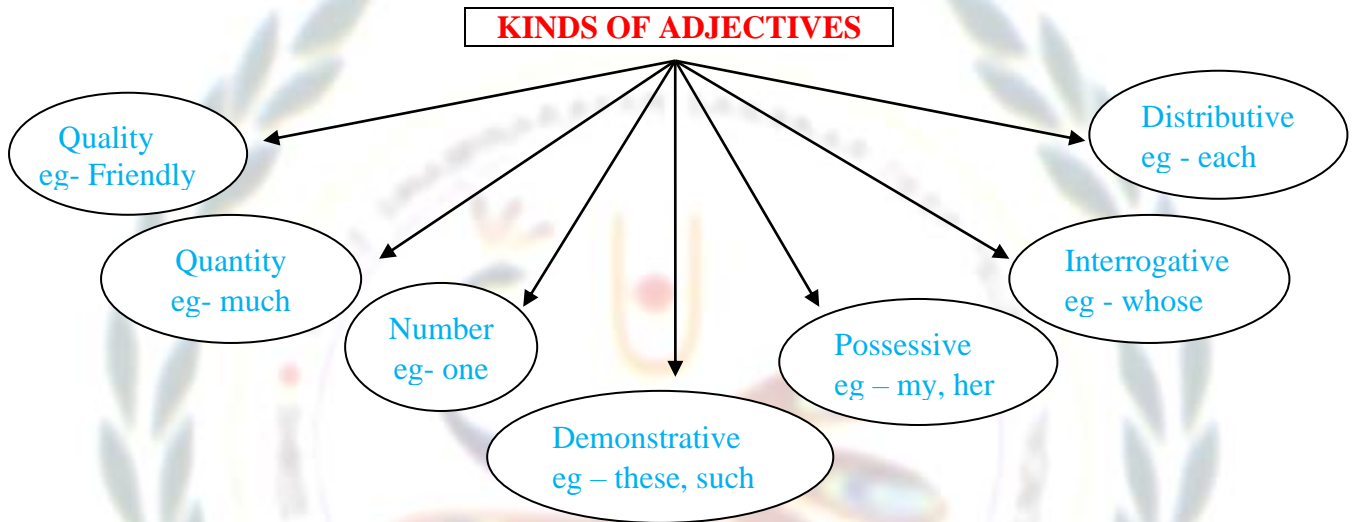 KINDS OF ADJECTIVES
Quality
eg- Friendly
Quantity
eg- much
Number
eg- one
Demonstrative
eg – these, such
Possessive
eg – my, her
Interrogative
eg - whose
Distributive
eg - each